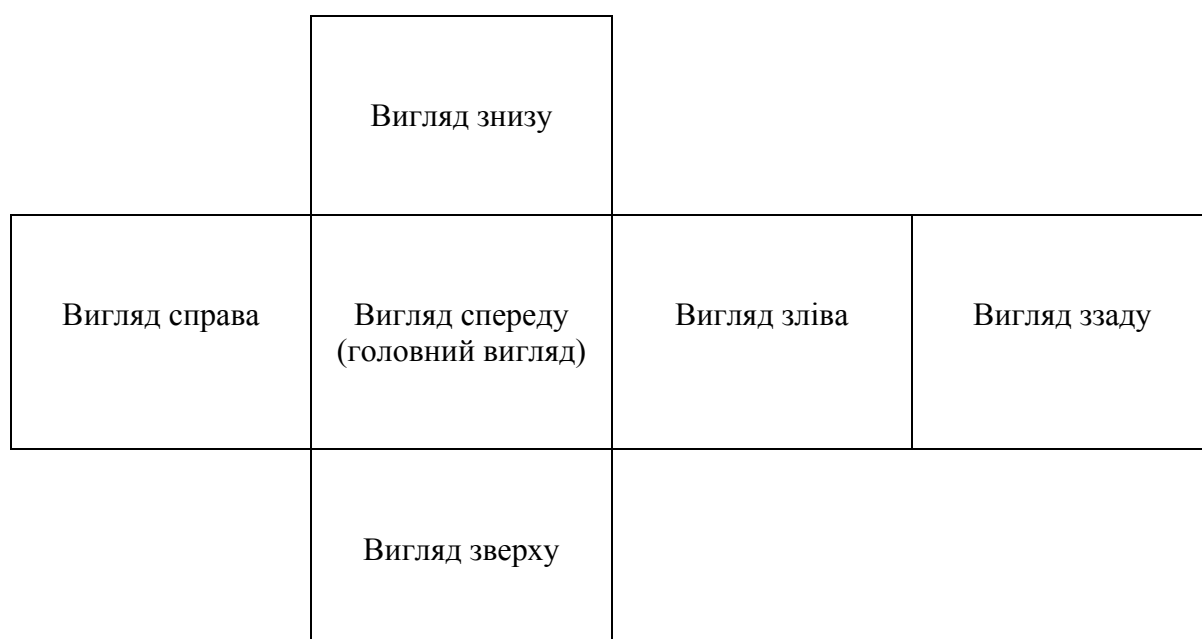 Вигляд знизу
Вигляд справа
Вигляд спереду
(головний вигляд)
Вигляд зліва
Вигляд ззаду
Вигляд зверху